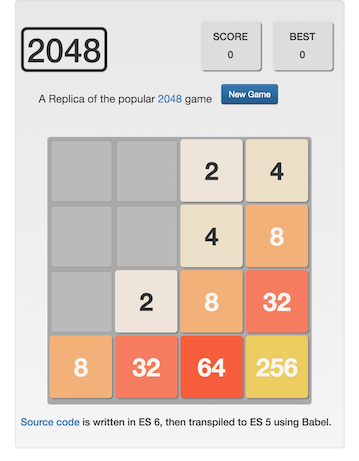 2048
SCORE
0
BEST
0
A Replica of the popular 2048 game
New Game
2 4
4 8
2 8 32
8 32 64 256
Source code is written in ES 6, then transpiled to ES 5 using Babel.